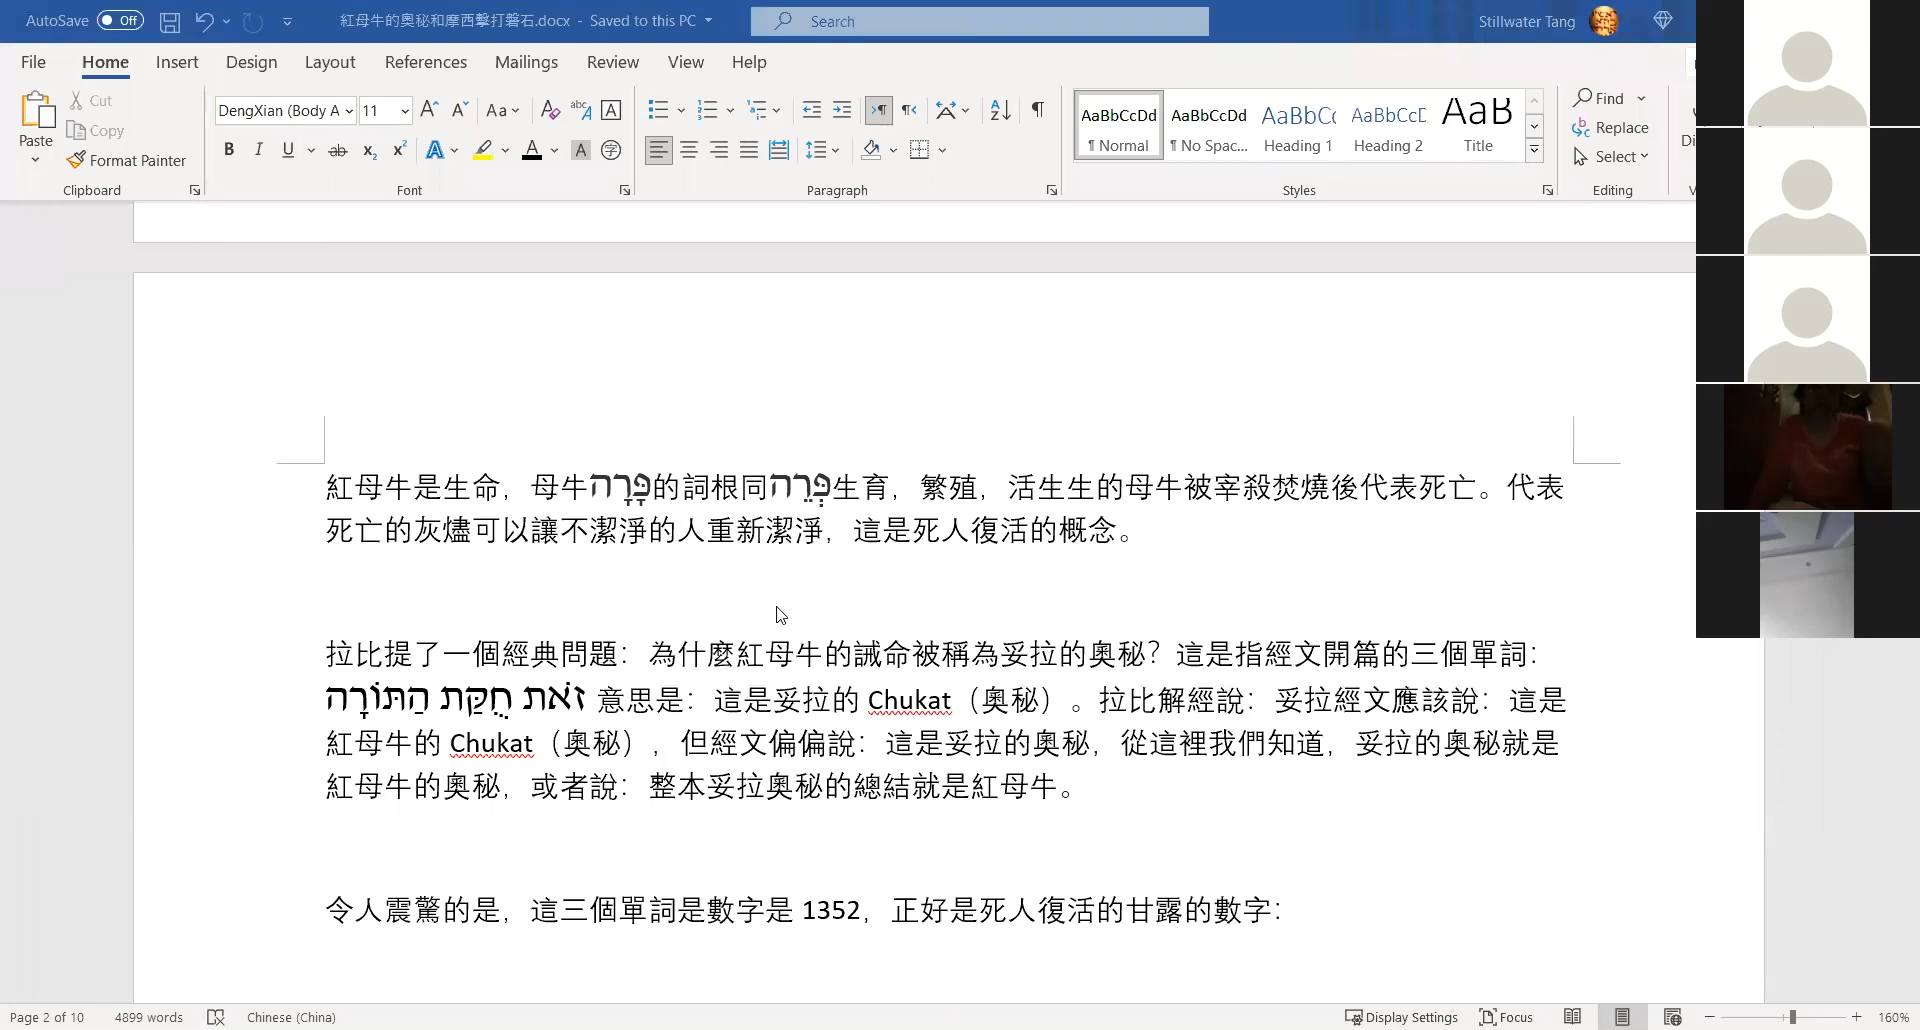 AutoSave Off 紅母牛的奧秘和摩西擊打磐石.docx - Saved to this PC Search Stillwater Tang
File Home Insert Design Layout References Mailings Review View Help
Paste Cut Copy Format Painter Clipboard
DengXian (Body A 11 Font
Paragraph
AaBbCcDd Normal AaBbCcDd No Spac... AaBbCc Heading 1 AaBbCcD Heading 2 AaB Title Styles
Find Replace Select Editing
紅母牛是生命，母牛פָּרָה的詞根同פְּרֵה生育，繁殖，活生生的母牛被宰殺焚燒後代表死亡。代表
死亡的灰燼可以讓不潔淨的人重新潔淨，這是死人復活的概念。
拉比提了一個經典問題：為什麼紅母牛的誡命被稱為妥拉的奧秘？這是指經文開篇的三個單詞：
זֹאת חֻקַּת הַתּוֹרָה 意思是：這是妥拉的 Chukat（奧秘）。拉比解經說：妥拉經文應該說：這是
紅母牛的 Chukat（奧秘），但經文偏偏說：這是妥拉的奧秘，從這裡我們知道，妥拉的奧秘就是
紅母牛的奧秘，或者說：整本妥拉奧秘的總結就是紅母牛。
令人震驚的是，這三個單詞是數字是 1352，正好是死人復活的甘露的數字：
Page 2 of 10 4899 words Chinese (China) Display Settings Focus 160%